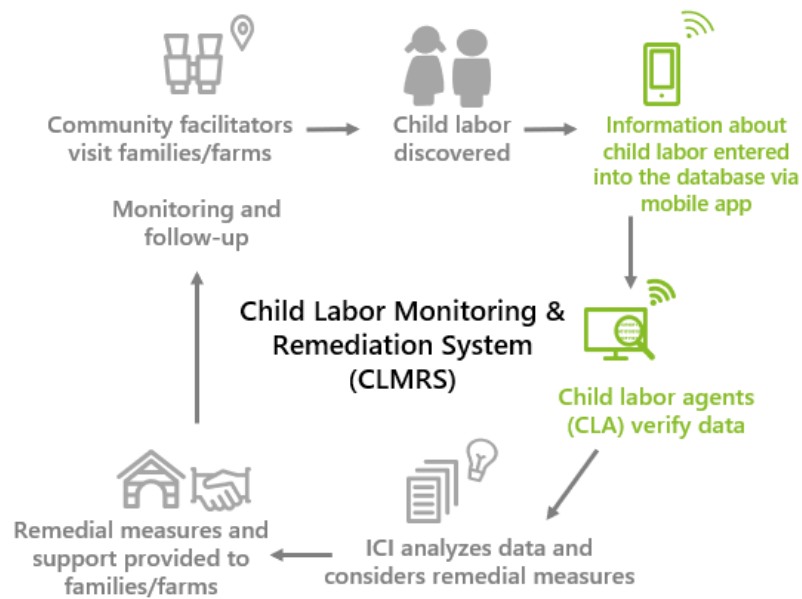 Community facilitators
visit families/farms
Child labor
discovered
Information about
child labor entered
into the database via
mobile app
Monitoring and
follow-up
Child Labor Monitoring &
Remediation System
(CLMRS)
Child labor agents
(CLA) verify data
Remedial measures and
support provided to
families/farms
ICI analyzes data and
considers remedial measures